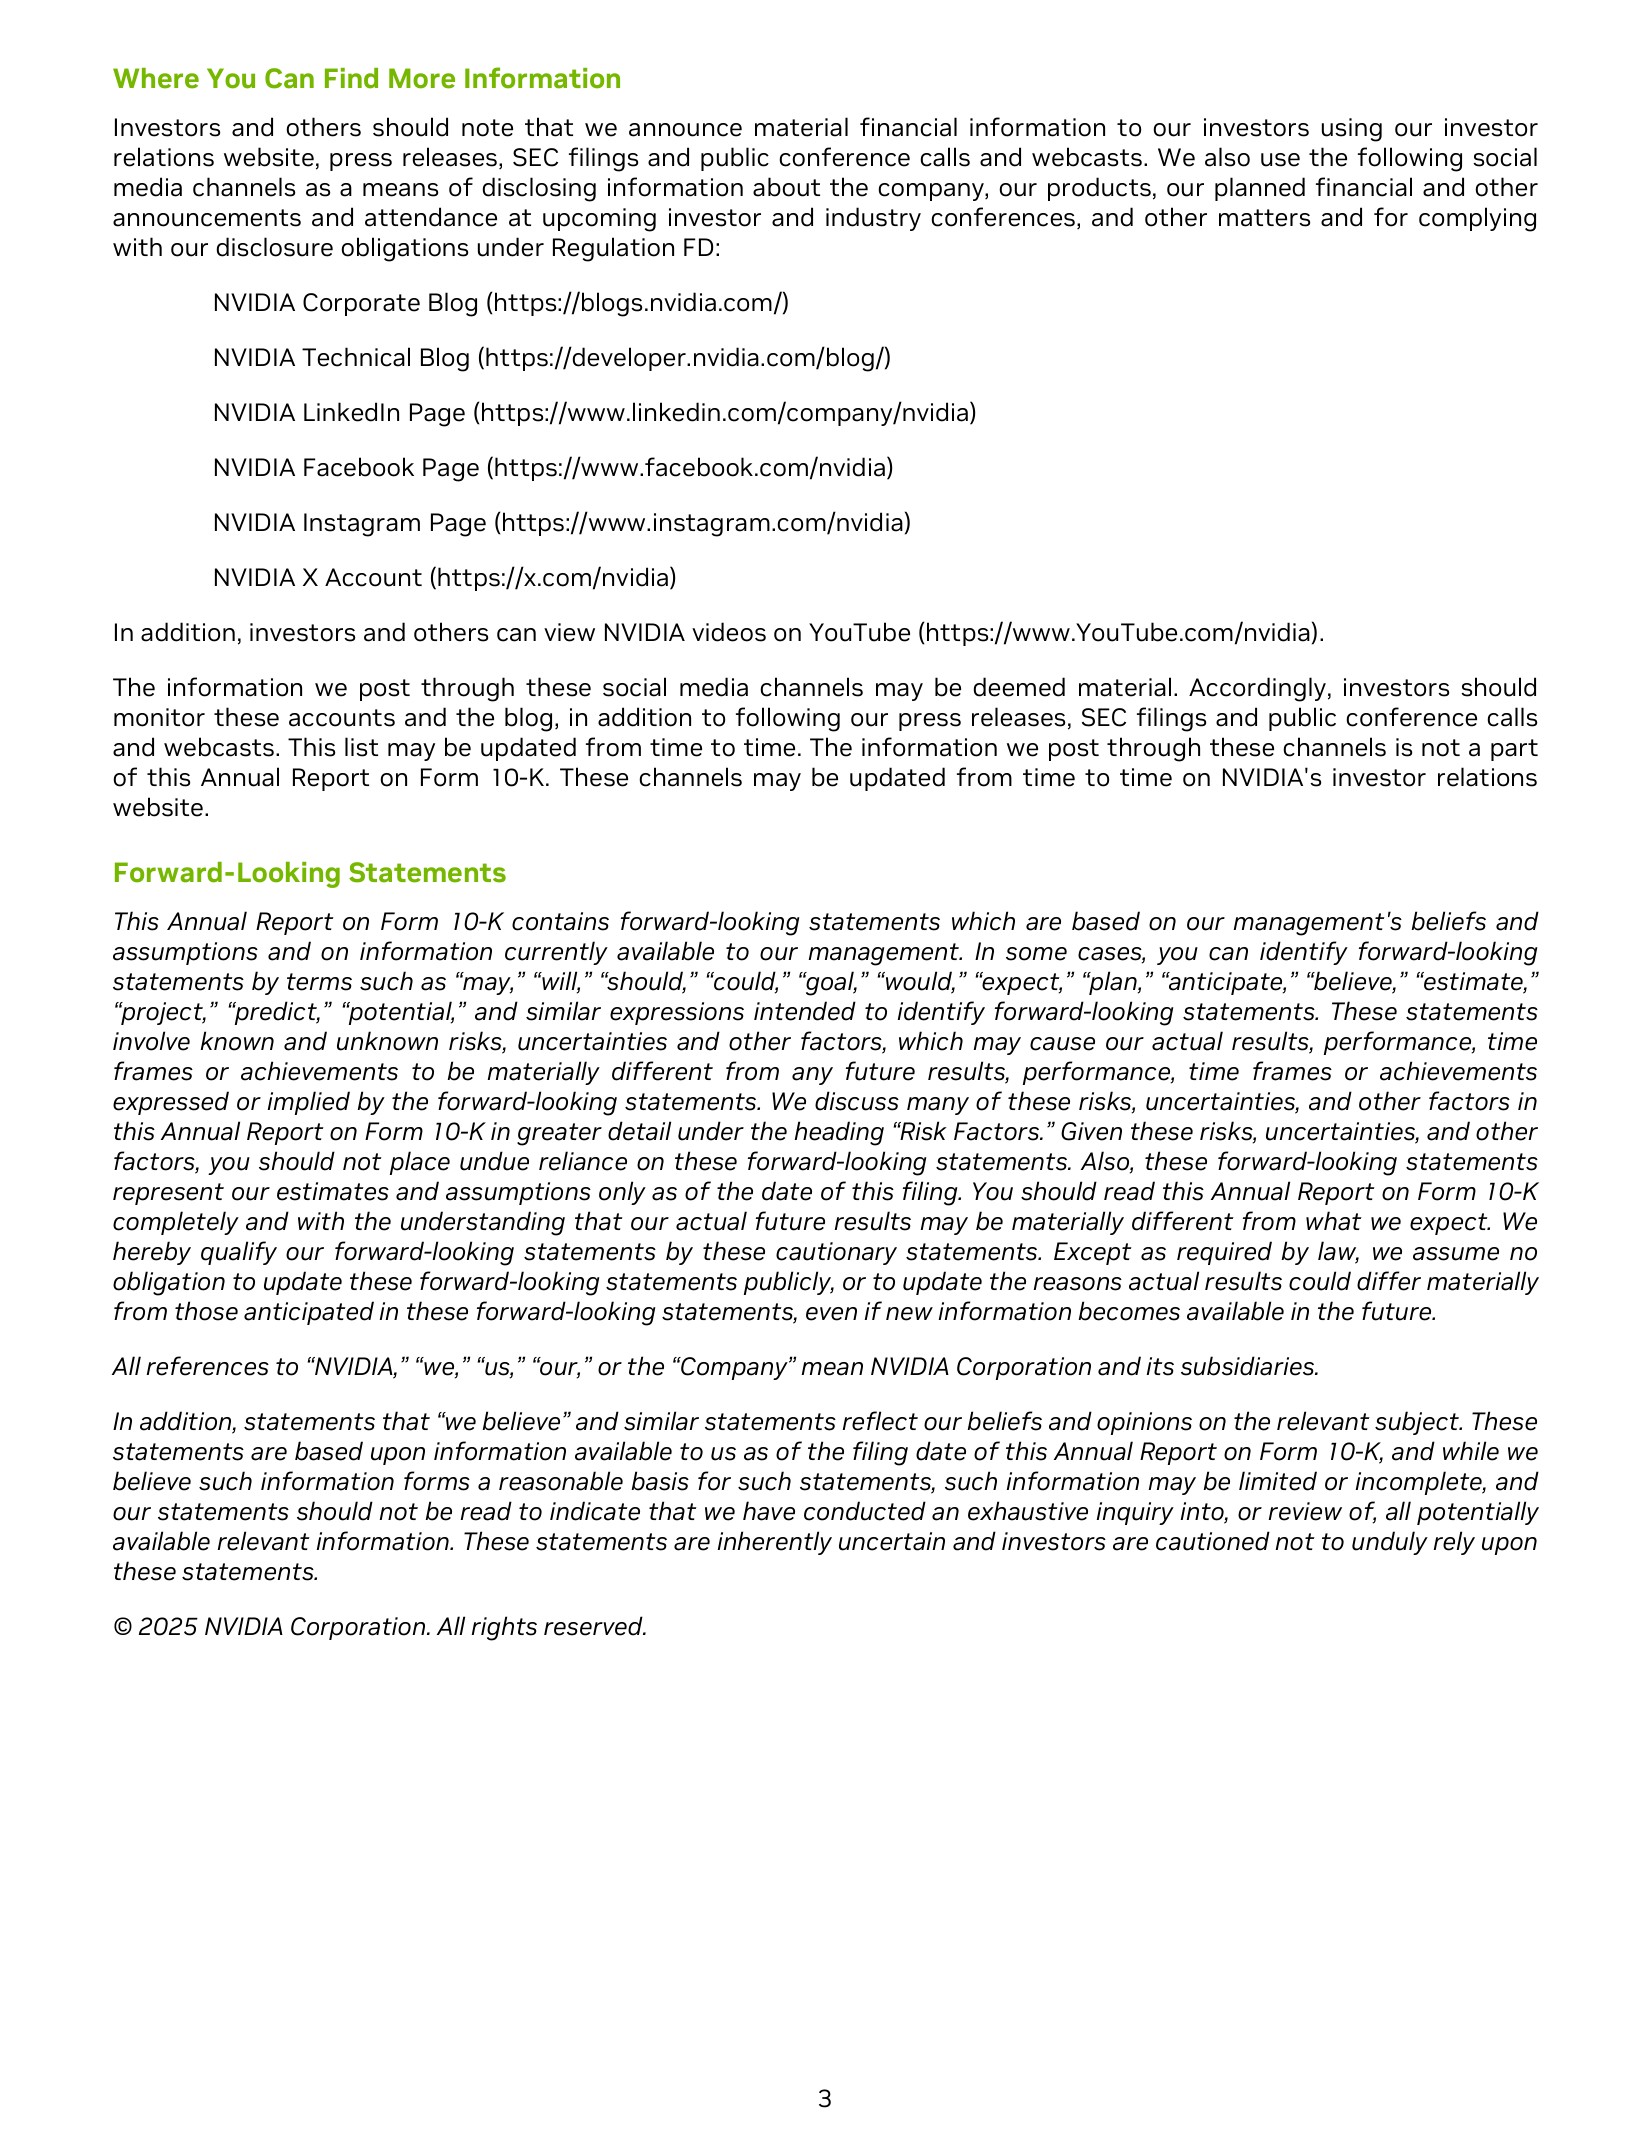 Where You Can Find More Information
Investors and others should note that we announce material financial information to our investors using our investor
relations website, press releases, SEC filings and public conference calls and webcasts. We also use the following social
media channels as a means of disclosing information about the company, our products, our planned financial and other
announcements and attendance at upcoming investor and industry conferences, and other matters and for complying
with our disclosure obligations under Regulation FD:
NVIDIA Corporate Blog (https://blogs.nvidia.com/)
NVIDIA Technical Blog (https://developer.nvidia.com/blog/)
NVIDIA LinkedIn Page (https://www.linkedin.com/company/nvidia)
NVIDIA Facebook Page (https://www.facebook.com/nvidia)
NVIDIA Instagram Page (https://www.instagram.com/nvidia)
NVIDIA X Account (https://x.com/nvidia)
In addition, investors and others can view NVIDIA videos on YouTube (https://www.YouTube.com/nvidia).
The information we post through these social media channels may be deemed material. Accordingly, investors should
monitor these accounts and the blog, in addition to following our press releases, SEC filings and public conference calls
and webcasts. This list may be updated from time to time. The information we post through these channels is not a part
of this Annual Report on Form 10-K. These channels may be updated from time to time on NVIDIA's investor relations
website.
Forward-Looking Statements
This Annual Report on Form 10-K contains forward-looking statements which are based on our management's beliefs and
assumptions and on information currently available to our management. In some cases, you can identify forward-looking
statements by terms such as “may,” “will,” “should,” “could,” “goal,” “would,” “expect,” “plan,” “anticipate,” “believe,” “estimate,”
“project,” “predict,” “potential,” and similar expressions intended to identify forward-looking statements. These statements
involve known and unknown risks, uncertainties and other factors, which may cause our actual results, performance, time
frames or achievements to be materially different from any future results, performance, time frames or achievements
expressed or implied by the forward-looking statements. We discuss many of these risks, uncertainties, and other factors in
this Annual Report on Form 10-K in greater detail under the heading “Risk Factors.” Given these risks, uncertainties, and other
factors, you should not place undue reliance on these forward-looking statements. Also, these forward-looking statements
represent our estimates and assumptions only as of the date of this filing. You should read this Annual Report on Form 10-K
completely and with the understanding that our actual future results may be materially different from what we expect. We
hereby qualify our forward-looking statements by these cautionary statements. Except as required by law, we assume no
obligation to update these forward-looking statements publicly, or to update the reasons actual results could differ materially
from those anticipated in these forward-looking statements, even if new information becomes available in the future.
All references to “NVIDIA,” “we,” “us,” “our,” or the “Company” mean NVIDIA Corporation and its subsidiaries.
In addition, statements that “we believe” and similar statements reflect our beliefs and opinions on the relevant subject. These
statements are based upon information available to us as of the filing date of this Annual Report on Form 10-K, and while we
believe such information forms a reasonable basis for such statements, such information may be limited or incomplete, and
our statements should not be read to indicate that we have conducted an exhaustive inquiry into, or review of, all potentially
available relevant information. These statements are inherently uncertain and investors are cautioned not to unduly rely upon
these statements.
© 2025 NVIDIA Corporation. All rights reserved.
3